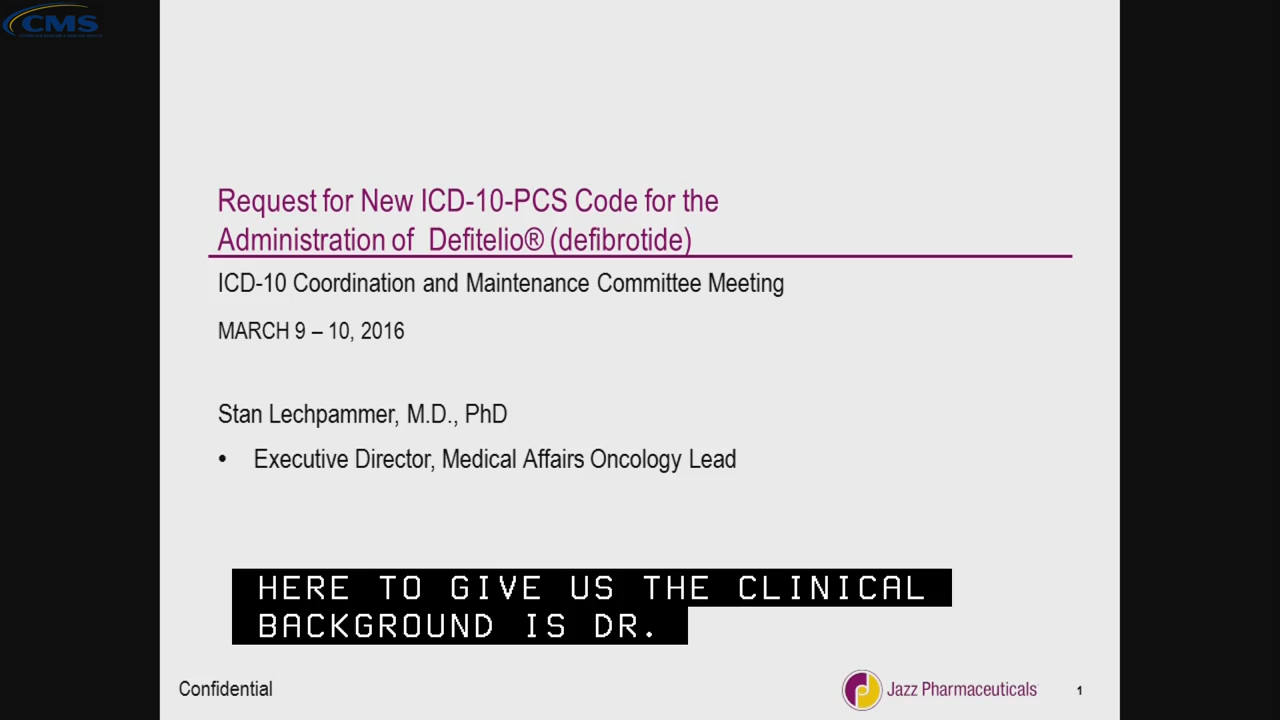 CMS
Request for New ICD-10-PCS Code for the
Administration of Defitelio® (defibrotide)
ICD-10 Coordination and Maintenance Committee Meeting
MARCH 9 – 10, 2016
Stan Lechpammer, M.D., PhD
• Executive Director, Medical Affairs Oncology Lead
HERE TO GIVE US THE CLINICAL
BACKGROUND IS DR.
Confidential
Jazz Pharmaceuticals
1